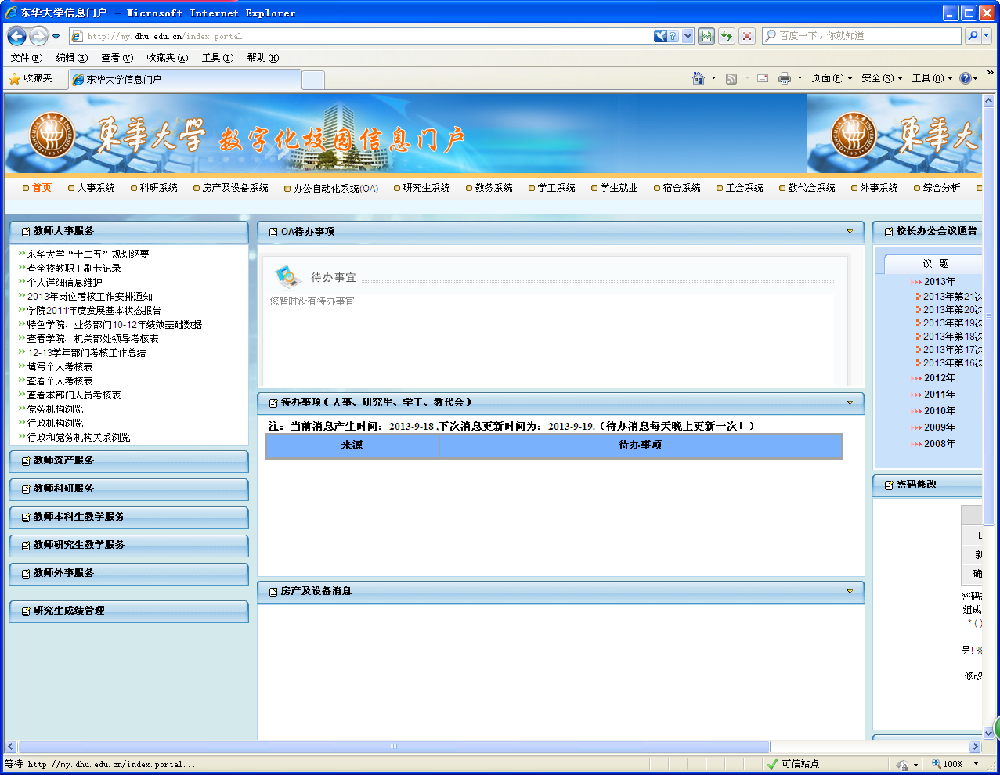 东华大学信息门户 - Microsoft Internet Explorer
http://my.dhu.edu.cn/index.portal
百度一下，你就知道
文件(F) 编辑(E) 查看(V) 收藏夹(A) 工具(T) 帮助(H)
收藏夹 东华大学信息门户
页面(P) 安全(S) 工具(O)
東華大學 数字化校园信息门户 東華大
首页 人事系统 科研系统 房产及设备系统 办公自动化系统(OA) 研究生系统 教务系统 学工系统 学生就业 宿舍系统 工会系统 教代会系统 外事系统 综合分析
教师人事服务
东华大学“十二五”规划纲要
查全校教职工刷卡记录
个人详细信息维护
2013年岗位考核工作安排通知
学院2011年度发展基本状态报告
特色学院、业务部门10-12年绩效基础数据
查看学院、机关部处领导考核表
12-13学年部门考核工作总结
填写个人考核表
查看个人考核表
查看本部门人员考核表
党务机构浏览
行政机构浏览
行政和党务机构关系浏览
教师资产服务
教师科研服务
教师本科生教学服务
教师研究生教学服务
教师外事服务
研究生成绩管理
OA待办事项
待办事宜
您暂时没有待办事宜
待办事项（人事、研究生、学工、教代会）
注：当前消息产生时间：2013-9-18 ,下次消息更新时间为：2013-9-19.（待办消息每天晚上更新一次！）
来源 待办事项
房产及设备消息
校长办公会议通告
议 题
2013年
2013年第21次
2013年第20次
2013年第19次
2013年第18次
2013年第17次
2013年第16次
2012年
2011年
2010年
2009年
2008年
密码修改
旧
新
确
密码
组成
*()
另!%
修改
等待 http://my.dhu.edu.cn/index.portal...
可信站点
100%